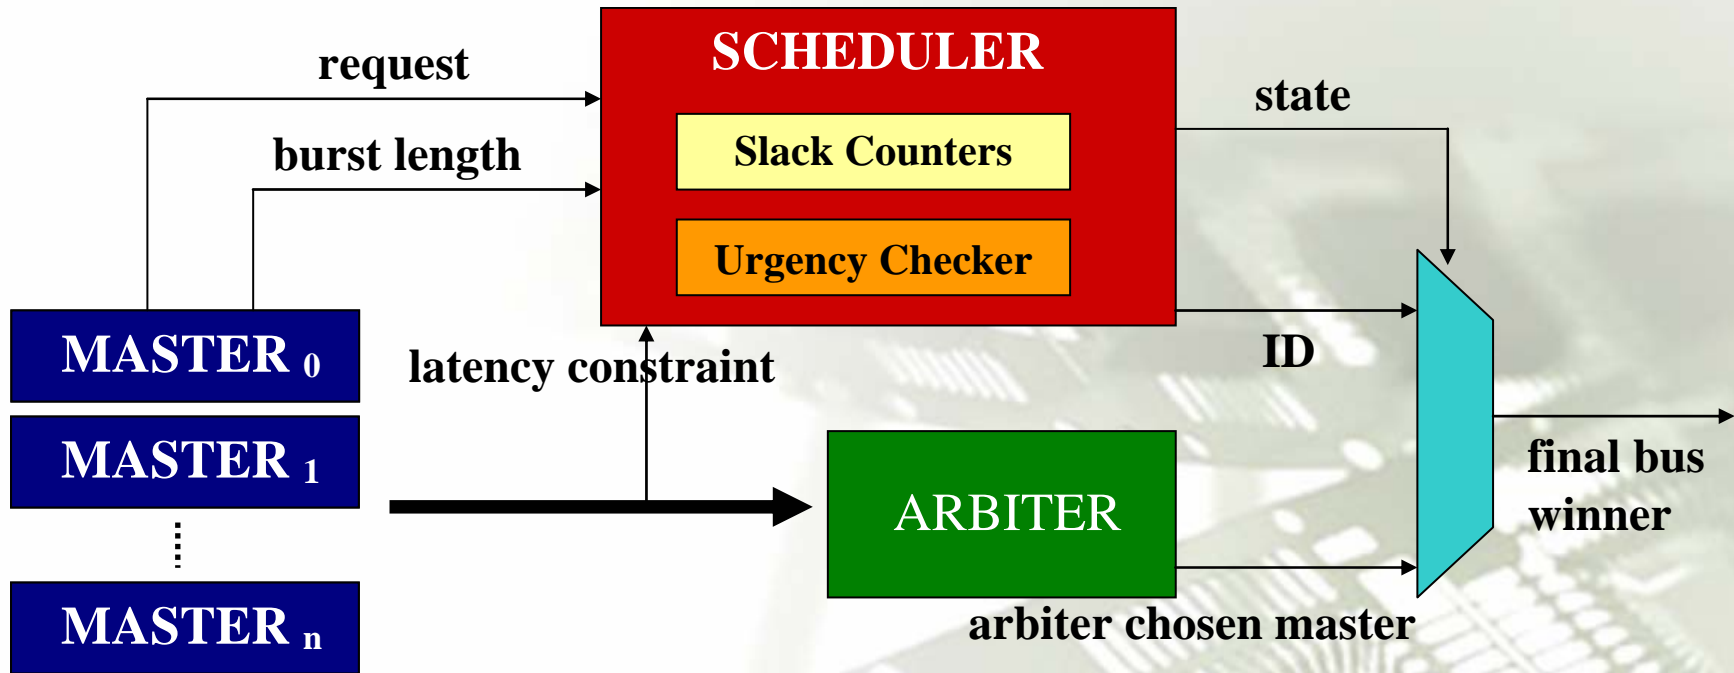 SCHEDULER
request
state
burst length
Slack Counters
Urgency Checker
MASTER 0
latency constraint
ID
MASTER 1
ARBITER
final bus
winner
MASTER n
arbiter chosen master